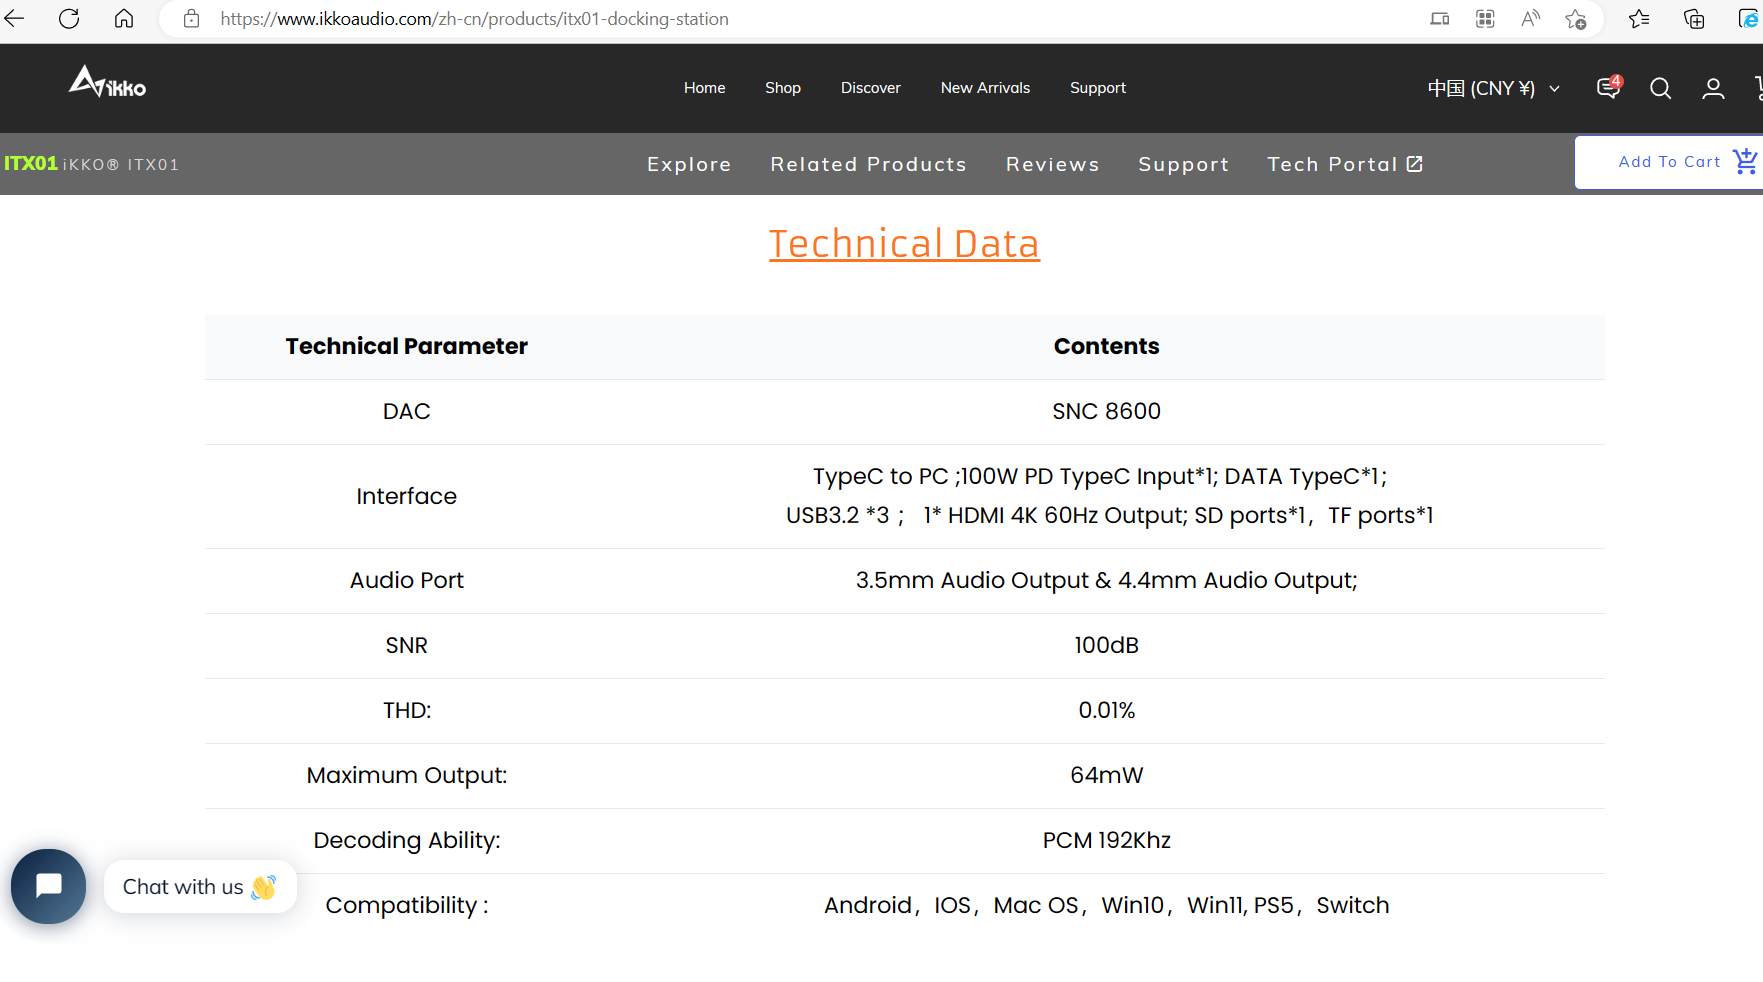 https://www.ikkoaudio.com/zh-cn/products/itx01-docking-station
ikko
Home
Shop
Discover
New Arrivals
Support
中国 (CNY ¥)
4
ITX01 iKKO® ITX01
Explore
Related Products
Reviews
Support
Tech Portal
Add To Cart
Technical Data
Technical Parameter
Contents
DAC
SNC 8600
Interface
TypeC to PC ;100W PD TypeC Input*1; DATA TypeC*1；
USB3.2 *3； 1* HDMI 4K 60Hz Output; SD ports*1，TF ports*1
Audio Port
3.5mm Audio Output & 4.4mm Audio Output;
SNR
100dB
THD:
0.01%
Maximum Output:
64mW
Decoding Ability:
PCM 192Khz
Chat with us 👋
Compatibility :
Android，IOS，Mac OS，Win10，Win11, PS5，Switch